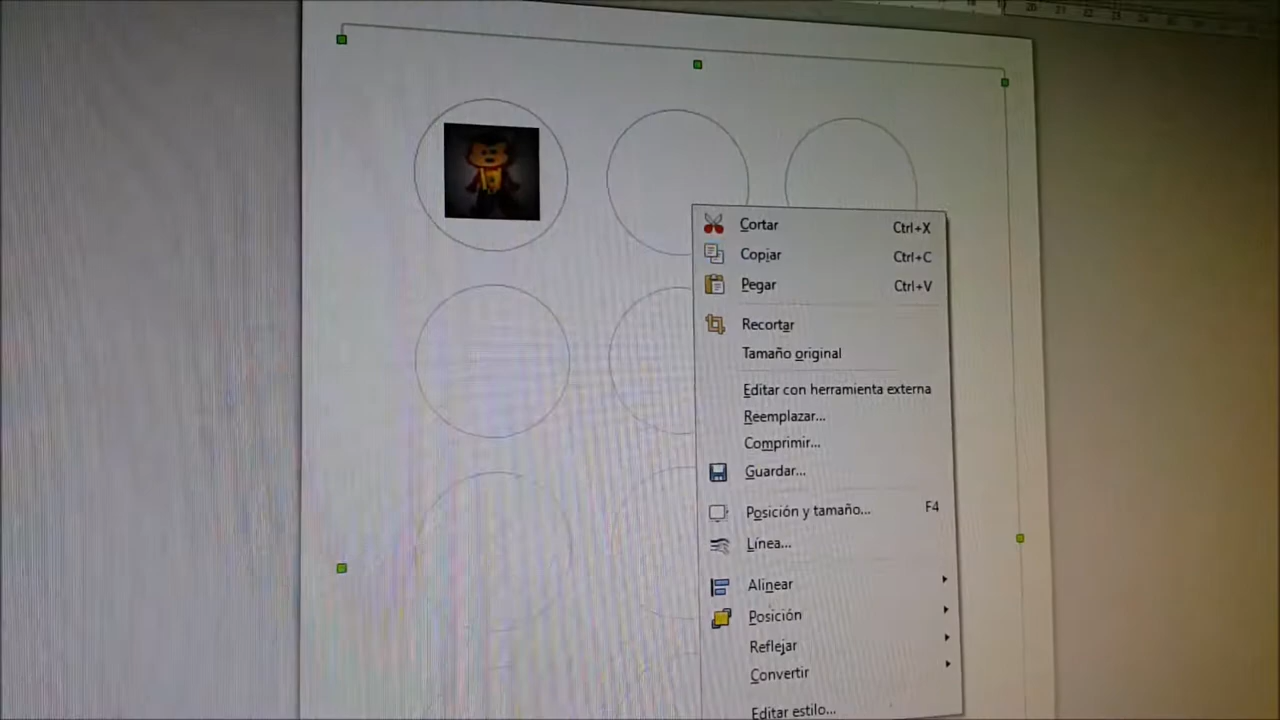 Cortar Ctrl+X
Copiar Ctrl+C
Pegar Ctrl+V
Recortar
Tamaño original
Editar con herramienta externa
Reemplazar...
Comprimir...
Guardar...
Posición y tamaño... F4
Línea...
Alinear
Posición
Reflejar
Convertir
Editar estilo...